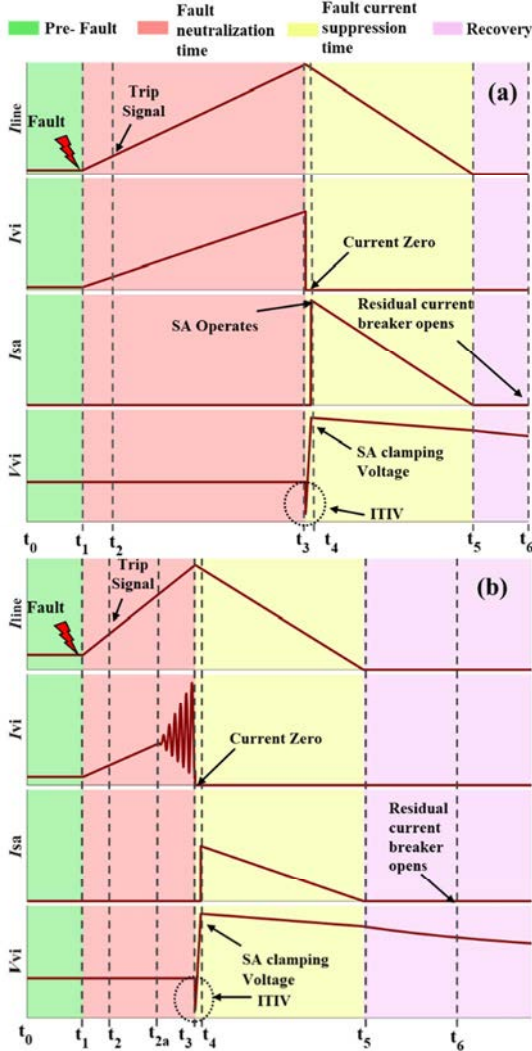 Pre- Fault
Fault
neutralization
time
Fault current
suppression
time
Recovery
(a)
Iline
Fault
Trip
Signal
Ivi
Current Zero
Isa
SA Operates
Residual current
breaker opens
Vvi
SA clamping
Voltage
ITIV
t0 t1 t2 t3 t4 t5 t6
(b)
Iline
Fault
Trip
Signal
Ivi
Current Zero
Isa
Residual
current
breaker
opens
Vvi
SA clamping
Voltage
ITIV
t0 t1 t2 t2a t3 t4 t5 t6